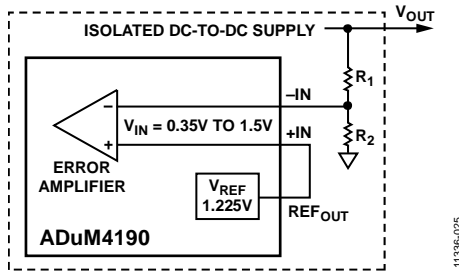 ISOLATED DC-TO-DC SUPPLY
VOUT
R1
–IN
–
VIN = 0.35V TO 1.5V
+IN
+
R2
ERROR
AMPLIFIER
VREF
1.225V
REFOUT
ADuM4190
11336-025